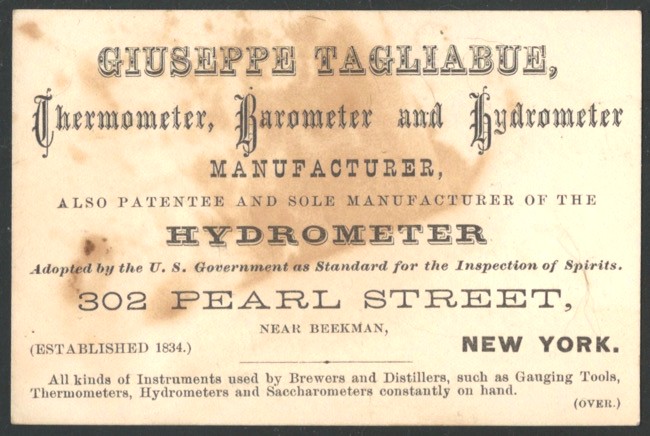 GIUSEPPE TAGLIABUE,
Thermometer, Barometer and Hydrometer
MANUFACTURER,
ALSO PATENTEE AND SOLE MANUFACTURER OF THE
HYDROMETER
Adopted by the U. S. Government as Standard for the Inspection of Spirits.
302 PEARL STREET,
NEAR BEEKMAN,
(ESTABLISHED 1834.) NEW YORK.
All kinds of Instruments used by Brewers and Distillers, such as Gauging Tools,
Thermometers, Hydrometers and Saccharometers constantly on hand.
(OVER.)